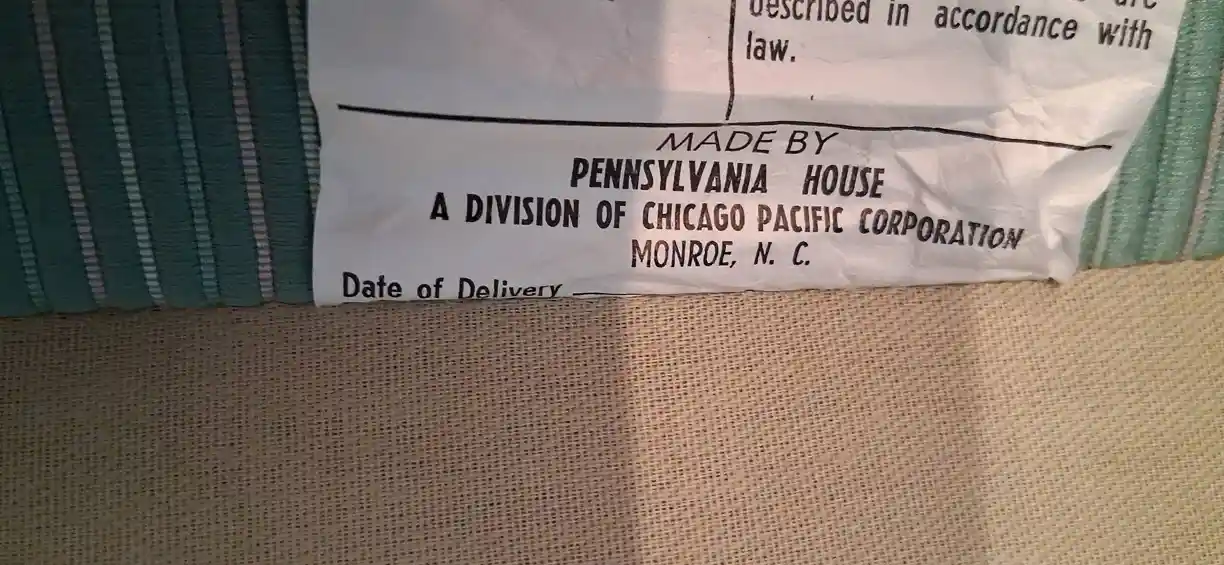 described in accordance with
law.
MADE BY
PENNSYLVANIA HOUSE
A DIVISION OF CHICAGO PACIFIC CORPORATION
MONROE, N. C.
Date of Delivery